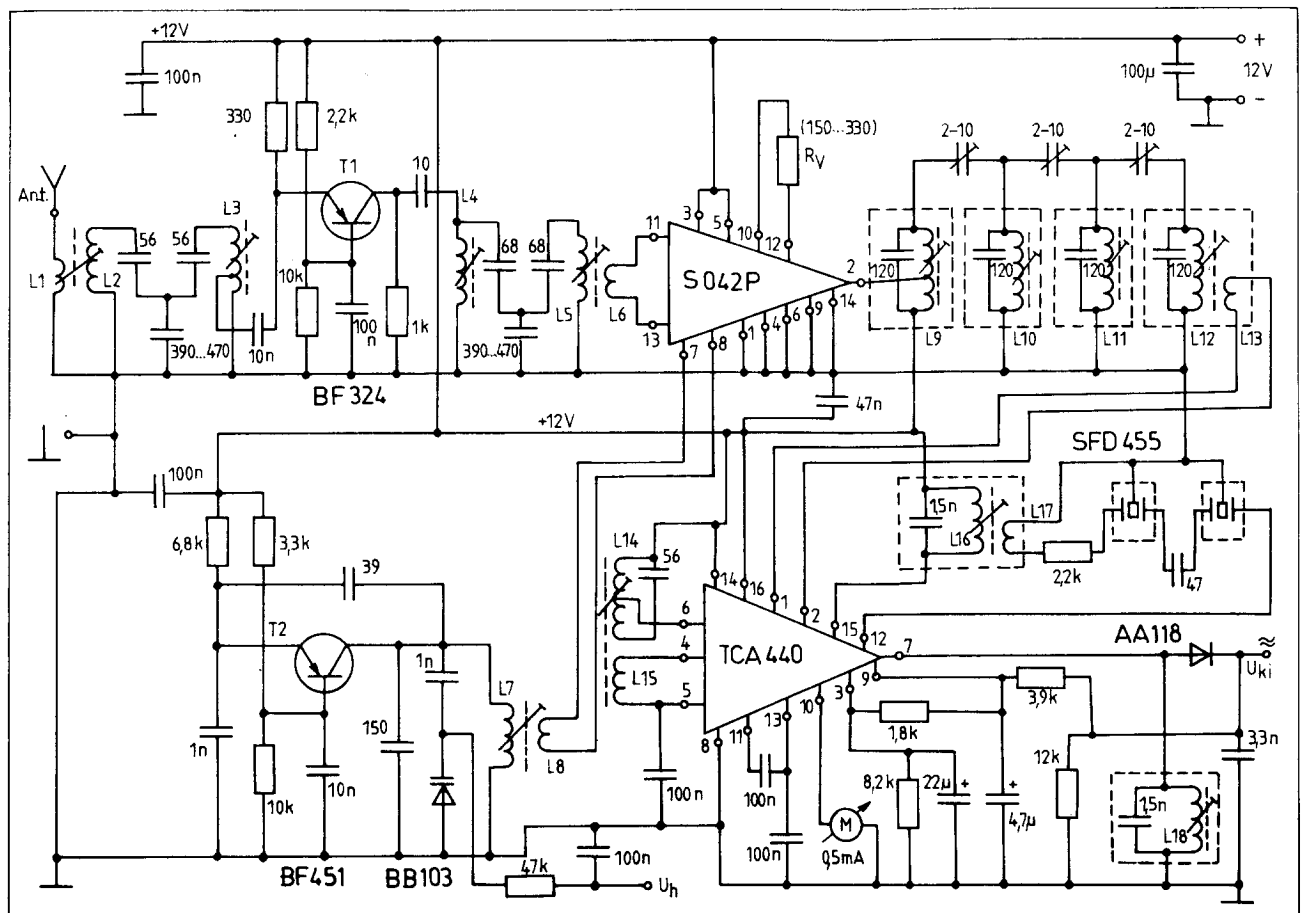 +12V
100n
330
2,2k
T1
10
L4
(150...330)
RV
2-10
2-10
2-10
100µ
+
12V
-
Ant.
L1
L2
56
56
L3
390...470
10n
10k
100
n
1k
BF324
68
68
390...470
L5
L6
11
13
3
5
10
12
S042P
2
14
7
8
1
4
6
9
120
120
120
120
L9
L10
L11
L12
L13
47n
+12V
SFD 455
100n
6,8k
3,3k
39
T2
1n
10k
10n
150
1n
L7
L8
BF451
BB103
47k
100n
Uh
L14
56
L15
6
4
5
14
16
1
2
15
12
TCA440
7
9
3
10
13
11
8
100n
100n
100n
M
0,5mA
1,5n
L16
L17
2,2k
47
AA118
≈
Uki
1,8k
3,9k
8,2k
22µ
+
+
4,7µ
12k
3,3n
1,5n
L18